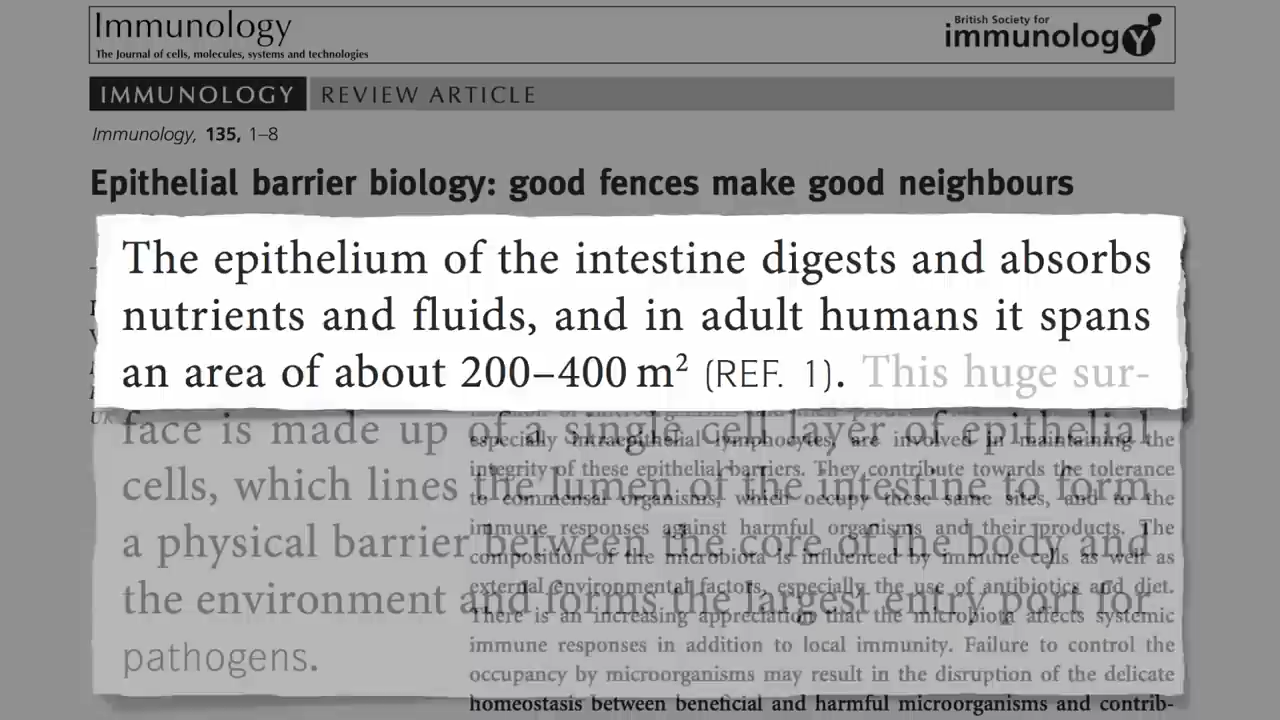 Immunology
The Journal of cells, molecules, systems and technologies
British Society for
immunology
IMMUNOLOGY REVIEW ARTICLE
Immunology, 135, 1–8
Epithelial barrier biology: good fences make good neighbours
The epithelium of the intestine digests and absorbs
nutrients and fluids, and in adult humans it spans
an area of about 200–400 m² (REF. 1). This huge sur-
face is made up of a single cell layer of epithelial
cells, which lines the lumen of the intestine to form
a physical barrier between the core of the body and
the environment and forms the largest entry port for
pathogens.
especially intraepithelial lymphocytes, are involved in maintaining the
integrity of these epithelial barriers. They contribute towards the tolerance
to commensal organisms, which occupy these same sites, and to the
immune responses against harmful organisms and their products. The
composition of the microbiota is influenced by immune cells as well as
external environmental factors, especially the use of antibiotics and diet.
There is an increasing appreciation that the microbiota affects systemic
immune responses in addition to local immunity. Failure to control the
occupancy by microorganisms may result in the disruption of the delicate
homeostasis between beneficial and harmful microorganisms and contrib-